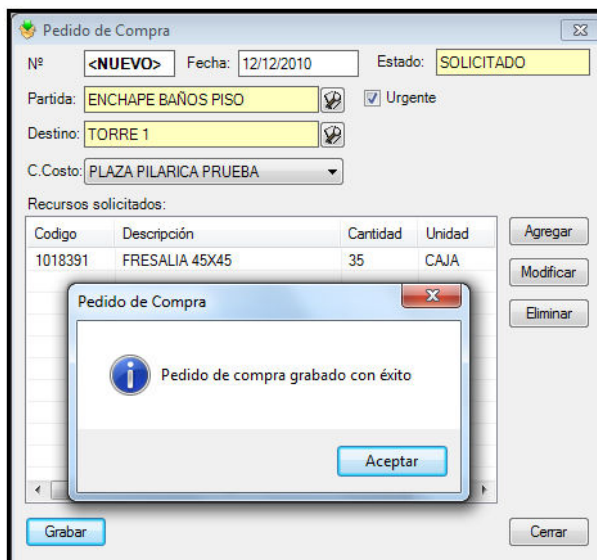 Pedido de Compra
Nº <NUEVO> Fecha: 12/12/2010 Estado: SOLICITADO
Partida: ENCHAPE BAÑOS PISO Urgente
Destino: TORRE 1
C.Costo: PLAZA PILARICA PRUEBA
Recursos solicitados:
Codigo Descripción Cantidad Unidad Agregar
1018391 FRESALIA 45X45 35 CAJA
Modificar
Pedido de Compra
Eliminar
Pedido de compra grabado con éxito
Aceptar
Grabar Cerrar